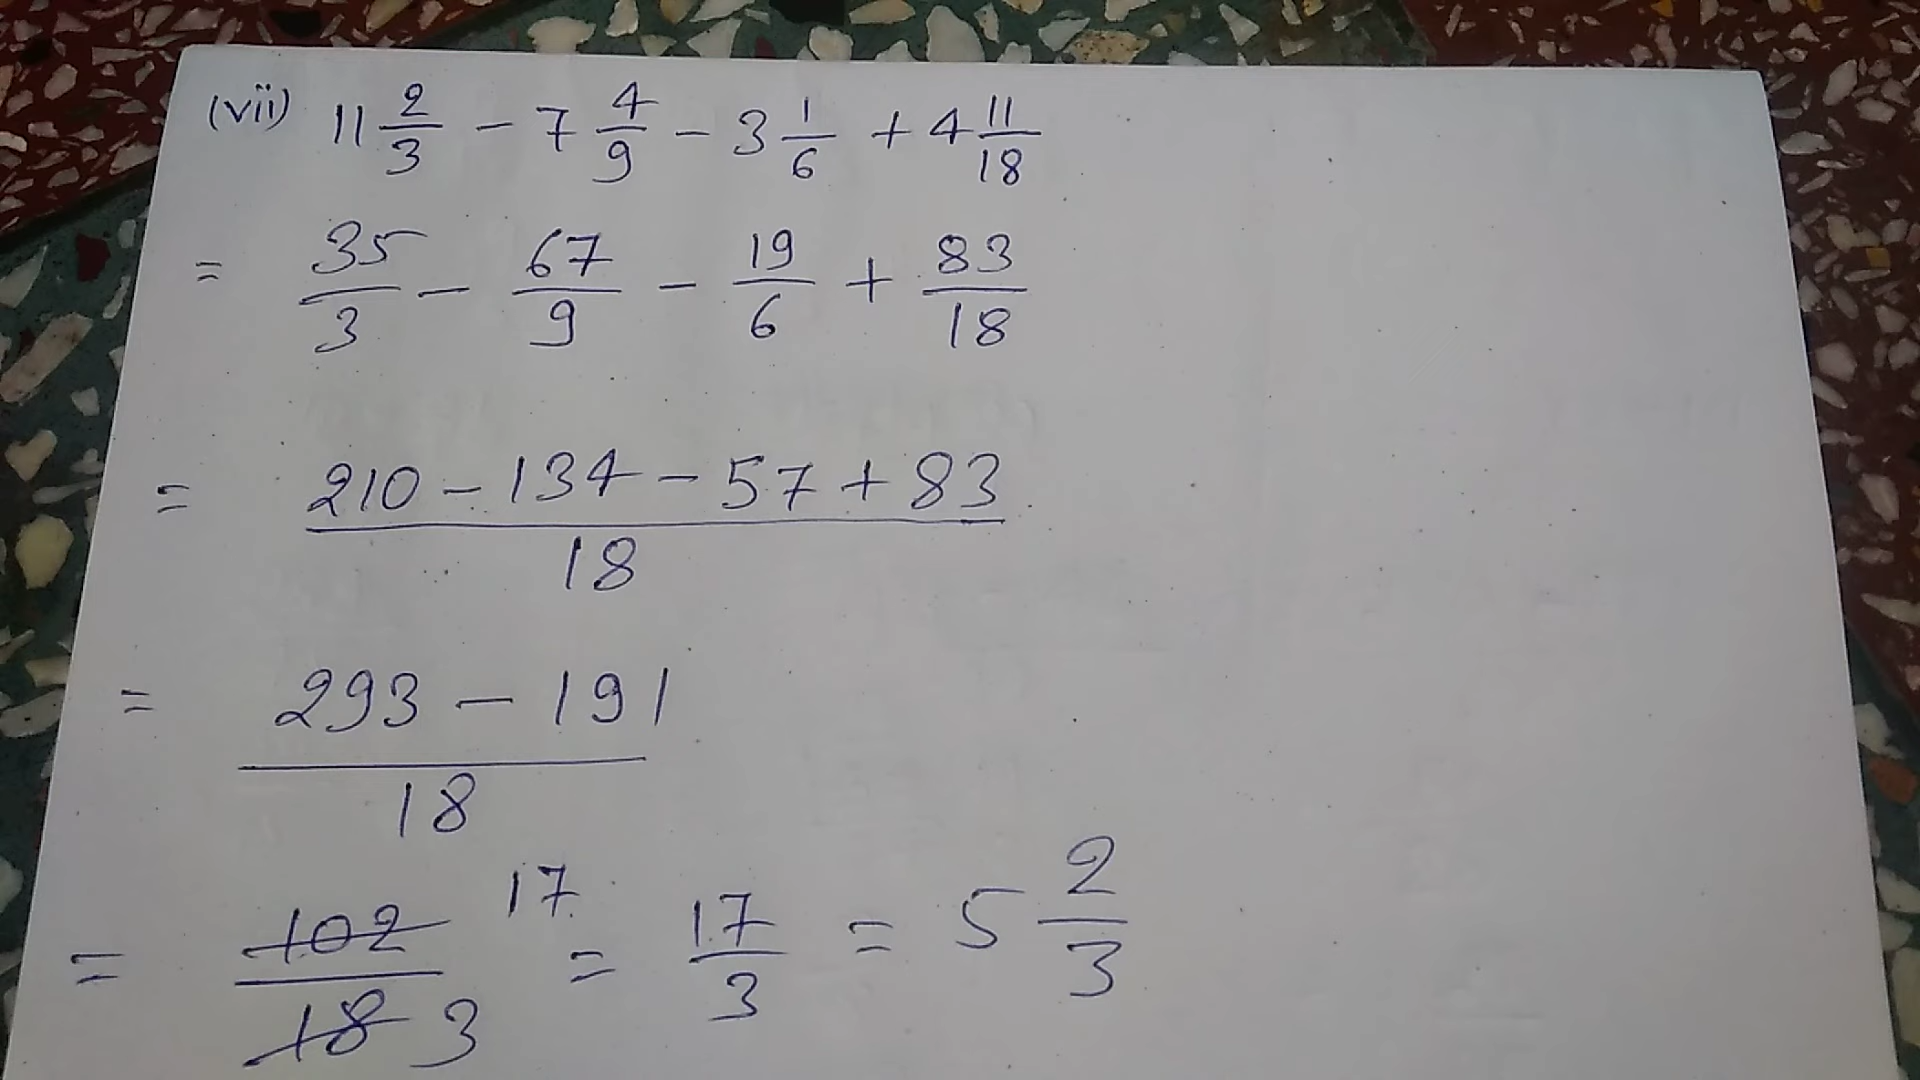 (vii) 11 2/3 - 7 4/9 - 3 1/6 + 4 11/18
= 35/3 - 67/9 - 19/6 + 83/18
= 210 - 134 - 57 + 83 / 18
= 293 - 191 / 18
= 102/18 17/3 = 17/3 = 5 2/3